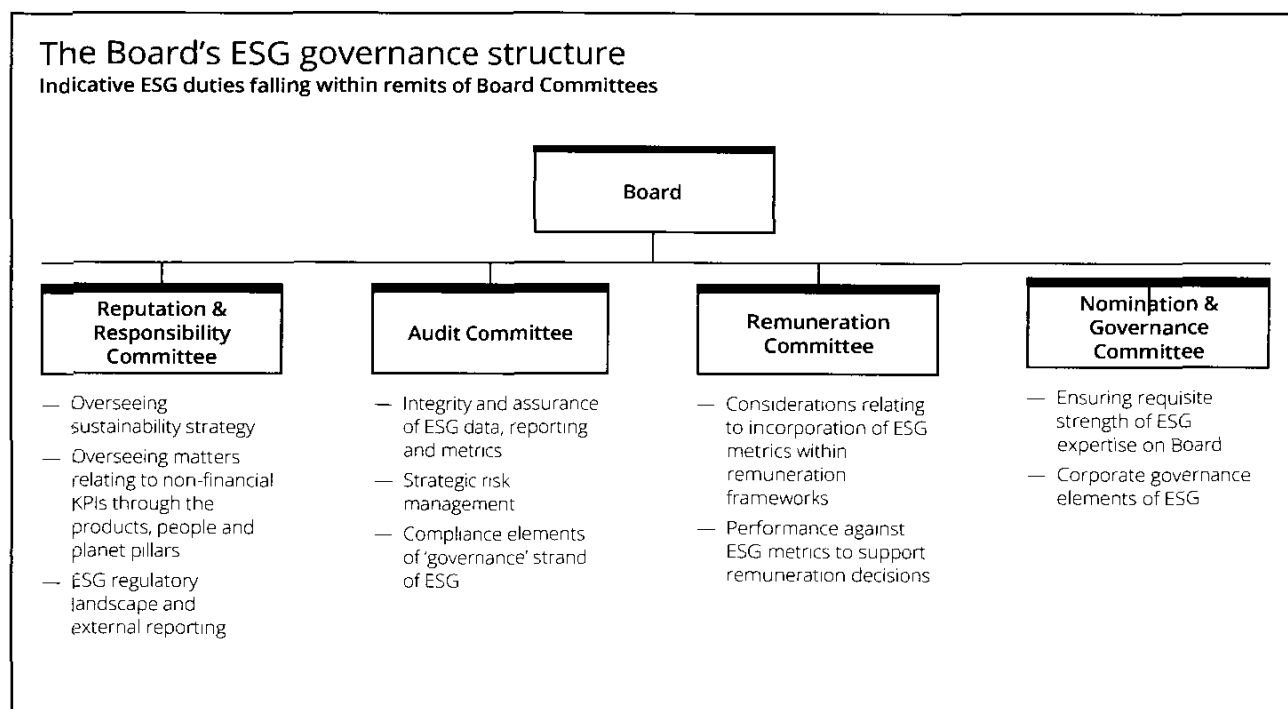 The Board's ESG governance structure
Indicative ESG duties falling within remits of Board Committees
Board
Reputation &
Responsibility
Committee
— Overseeing
sustainability strategy
— Overseeing matters
relating to non-financial
KPIs through the
products, people and
planet pillars
— ESG regulatory
landscape and
external reporting
Audit Committee
— Integrity and assurance
of ESG data, reporting
and metrics
— Strategic risk
management
— Compliance elements
of 'governance' strand
of ESG
Remuneration
Committee
— Considerations relating
to incorporation of ESG
metrics within
remuneration
frameworks
— Performance against
ESG metrics to support
remuneration decisions
Nomination &
Governance
Committee
— Ensuring requisite
strength of ESG
expertise on Board
— Corporate governance
elements of ESG